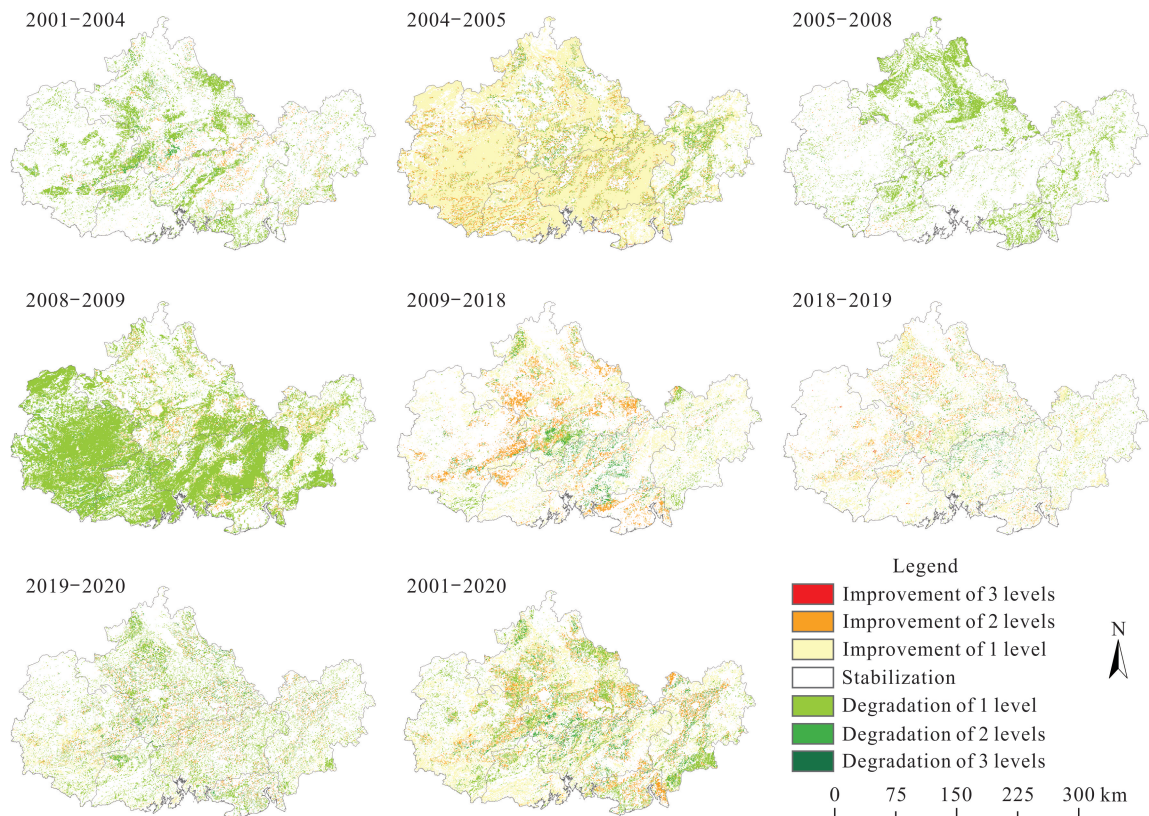 2001-2004
2004-2005
2005-2008
2008-2009
2009-2018
2018-2019
2019-2020
2001-2020
Legend
Improvement of 3 levels
Improvement of 2 levels
Improvement of 1 level
Stabilization
Degradation of 1 level
Degradation of 2 levels
Degradation of 3 levels
N
0 75 150 225 300 km